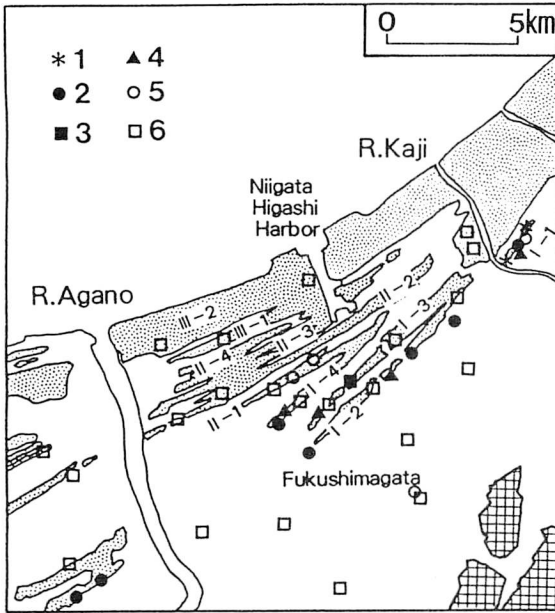 0 5km
* 1 ▲ 4
● 2 ○ 5
■ 3 □ 6
R.Kaji
Niigata
Higashi
Harbor
R.Agano
I-1
III-2
III-1
II-4
II-3
II-2
I-3
II-1
I-4
I-2
Fukushimagata